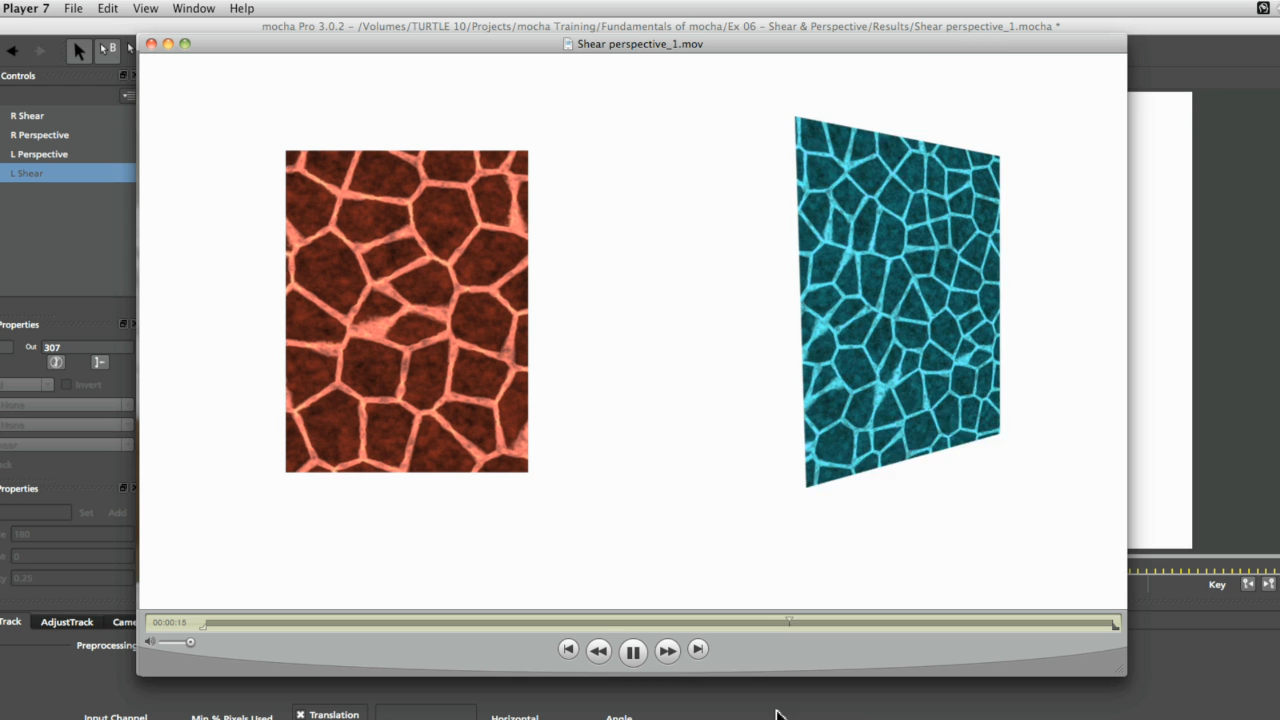 Player 7 File Edit View Window Help
mocha Pro 3.0.2 – /Volumes/TURTLE 10/Projects/mocha Training/Fundamentals of mocha/Ex 06 – Shear & Perspective/Results/Shear perspective_1.mocha *
Shear perspective_1.mov
Controls
R Shear
R Perspective
L Perspective
L Shear
Properties
Out 307
Invert
None
None
Properties
Set Add
180
0
0.25
Key
00:00:15
Track AdjustTrack Came
Preprocessing
Input Channel Min % Pixels Used Translation Horizontal Angle